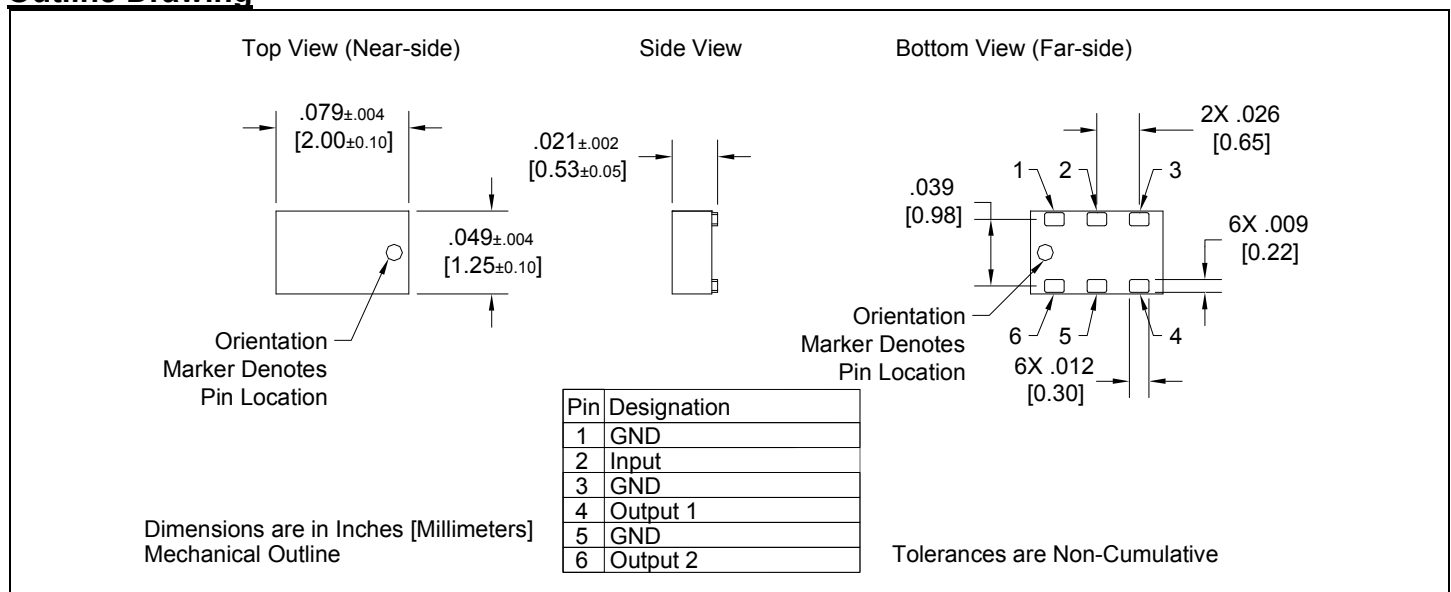 Outline Drawing
Top View (Near-side)
Side View
Bottom View (Far-side)
.079±.004
[2.00±0.10]
.049±.004
[1.25±0.10]
Orientation
Marker Denotes
Pin Location
.021±.002
[0.53±0.05]
2X .026
[0.65]
1
2
3
.039
[0.98]
6X .009
[0.22]
Orientation
Marker Denotes
Pin Location
6
5
4
6X .012
[0.30]
Pin Designation
1 GND
2 Input
3 GND
4 Output 1
5 GND
6 Output 2
Dimensions are in Inches [Millimeters]
Mechanical Outline
Tolerances are Non-Cumulative